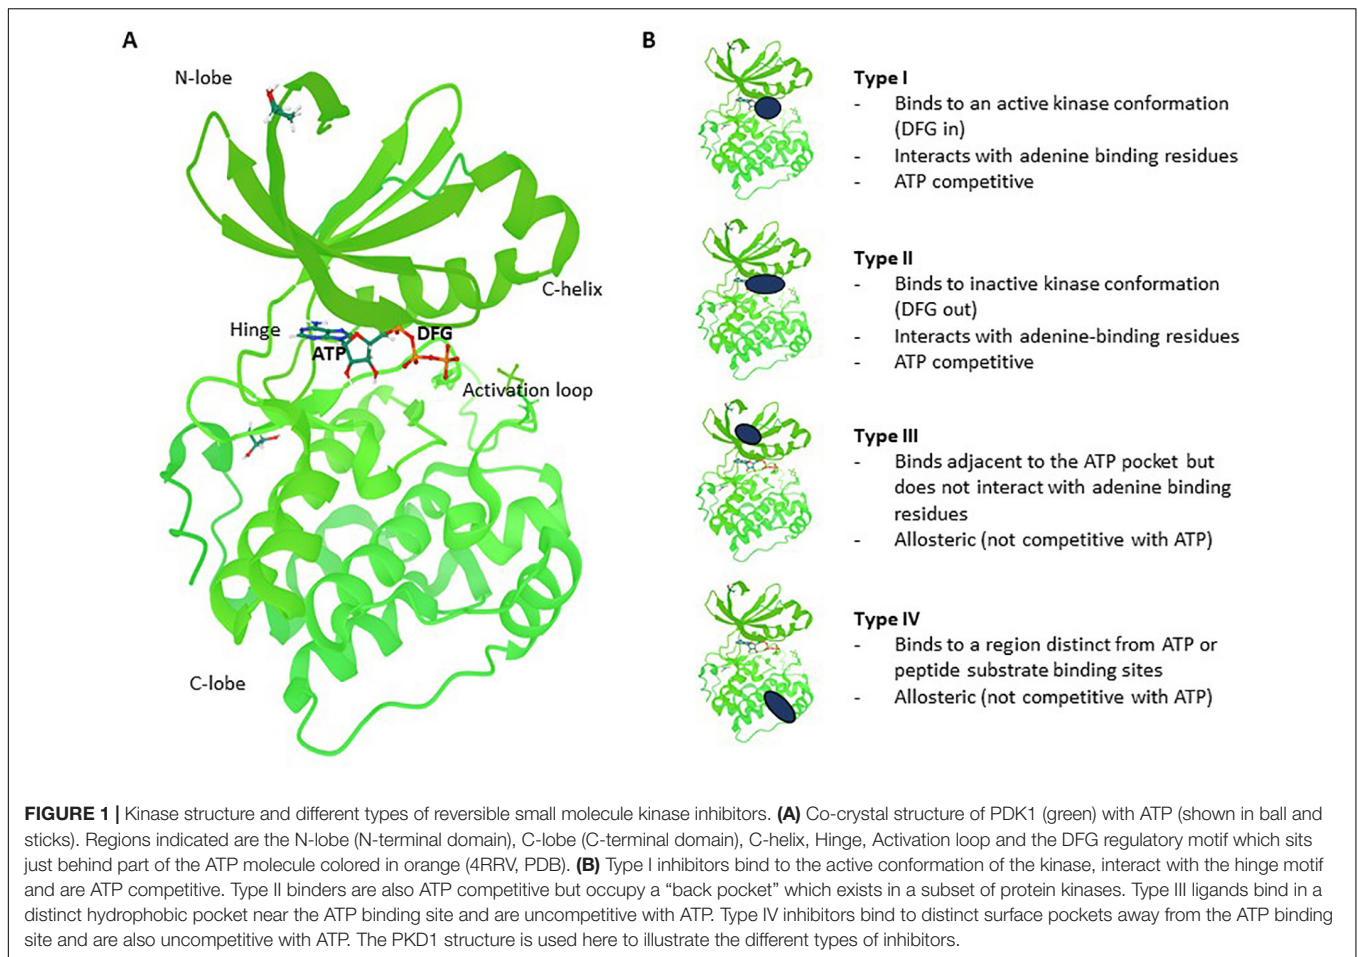 A
N-lobe
C-helix
Hinge
DFG
ATP
Activation loop
C-lobe
B
Type I
- Binds to an active kinase conformation
(DFG in)
- Interacts with adenine binding residues
- ATP competitive
Type II
- Binds to inactive kinase conformation
(DFG out)
- Interacts with adenine-binding residues
- ATP competitive
Type III
- Binds adjacent to the ATP pocket but
does not interact with adenine binding
residues
- Allosteric (not competitive with ATP)
Type IV
- Binds to a region distinct from ATP or
peptide substrate binding sites
- Allosteric (not competitive with ATP)
FIGURE 1 | Kinase structure and different types of reversible small molecule kinase inhibitors. (A) Co-crystal structure of PDK1 (green) with ATP (shown in ball and
sticks). Regions indicated are the N-lobe (N-terminal domain), C-lobe (C-terminal domain), C-helix, Hinge, Activation loop and the DFG regulatory motif which sits
just behind part of the ATP molecule colored in orange (4RRV, PDB). (B) Type I inhibitors bind to the active conformation of the kinase, interact with the hinge motif
and are ATP competitive. Type II binders are also ATP competitive but occupy a “back pocket” which exists in a subset of protein kinases. Type III ligands bind in a
distinct hydrophobic pocket near the ATP binding site and are uncompetitive with ATP. Type IV inhibitors bind to distinct surface pockets away from the ATP binding
site and are also uncompetitive with ATP. The PKD1 structure is used here to illustrate the different types of inhibitors.